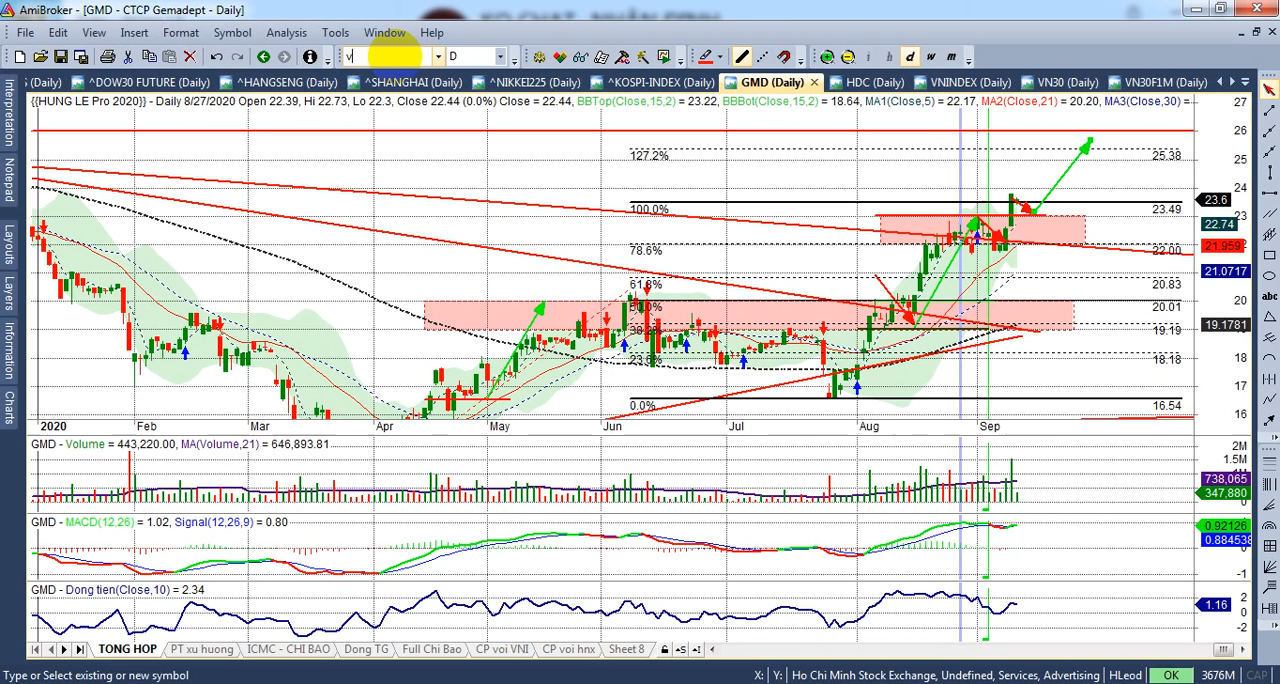 AmiBroker - [GMD - CTCP Gemadept - Daily]
File Edit View Insert Format Symbol Analysis Tools Window Help
v D h d w m
(Daily) ^DOW30 FUTURE (Daily) ^HANGSENG (Daily) ^SHANGHAI (Daily) ^NIKKEI225 (Daily) ^KOSPI-INDEX (Daily) GMD (Daily) HDC (Daily) VNINDEX (Daily) VN30 (Daily) VN30F1M (Daily)
{{HUNG LE Pro 2020}} - Daily 8/27/2020 Open 22.39, Hi 22.73, Lo 22.3, Close 22.44 (0.0%) Close = 22.44, BBTop(Close,15,2) = 23.22, BBBot(Close,15,2) = 18.64, MA1(Close,5) = 22.17, MA2(Close,21) = 20.20, MA3(Close,30) =
Interpretation
Notepad
Layouts
Layers
Information
Charts
27
26
127.2% 25.38 25
24
23.6
100.0% 23.49
23
22.74
78.6% 22.00 21.959
21.0717
61.8% 20.83
20.01 20
19.19 19.1781
23.6% 18.18 18
17
0.0% 16.54
16
2020 Feb Mar Apr May Jun Jul Aug Sep
GMD - Volume = 443,220.00, MA(Volume,21) = 646,893.81
2M
1.5M
738,065
347,880
GMD - MACD(12,26) = 1.02, Signal(12,26,9) = 0.80
0.92126
0.884538
0
-1
GMD - Dong tien(Close,10) = 2.34
2
1.16
0
-2
TONG HOP PT xu huong ICMC - CHI BAO Dong TG Full Chi Bao CP voi VNI CP voi hnx Sheet 8
Type or Select existing or new symbol X: Y: Ho Chi Minh Stock Exchange, Undefined, Services, Advertising HLeod OK 3676M CAP
abc